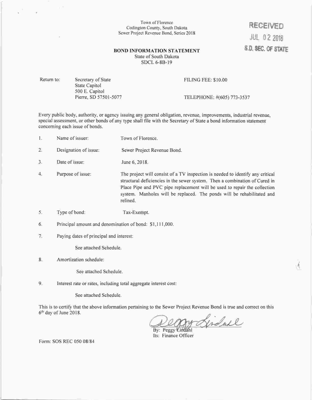 Town of Florence
Codington County, South Dakota
Sewer Project Revenue Bond, Series 2018
RECEIVED
JUL 02 2018
S.D. SEC. OF STATE
BOND INFORMATION STATEMENT
State of South Dakota
SDCL 6-8B-19
Return to: Secretary of State FILING FEE: $10.00
State Capitol
500 E. Capitol
Pierre, SD 57501-5077 TELEPHONE: #(605) 773-3537
Every public body, authority, or agency issuing any general obligation, revenue, improvements, industrial revenue,
special assessment, or other bonds of any type shall file with the Secretary of State a bond information statement
concerning each issue of bonds.
1. Name of issuer: Town of Florence.
2. Designation of issue: Sewer Project Revenue Bond.
3. Date of issue: June 6, 2018.
4. Purpose of issue: The project will consist of a TV inspection is needed to identify any critical
structural deficiencies in the sewer system. Then a combination of Cured in
Place Pipe and PVC pipe replacement will be used to repair the collection
system. Manholes will be replaced. The ponds will be rehabilitated and
relined.
5. Type of bond: Tax-Exempt.
6. Principal amount and denomination of bond: $1,111,000.
7. Paying dates of principal and interest:
See attached Schedule.
8. Amortization schedule:
See attached Schedule.
9. Interest rate or rates, including total aggregate interest cost:
See attached Schedule.
This is to certify that the above information pertaining to the Sewer Project Revenue Bond is true and correct on this
6th day of June 2018.
By: Peggy Lindahl
Its: Finance Officer
Form: SOS REC 050 08/84